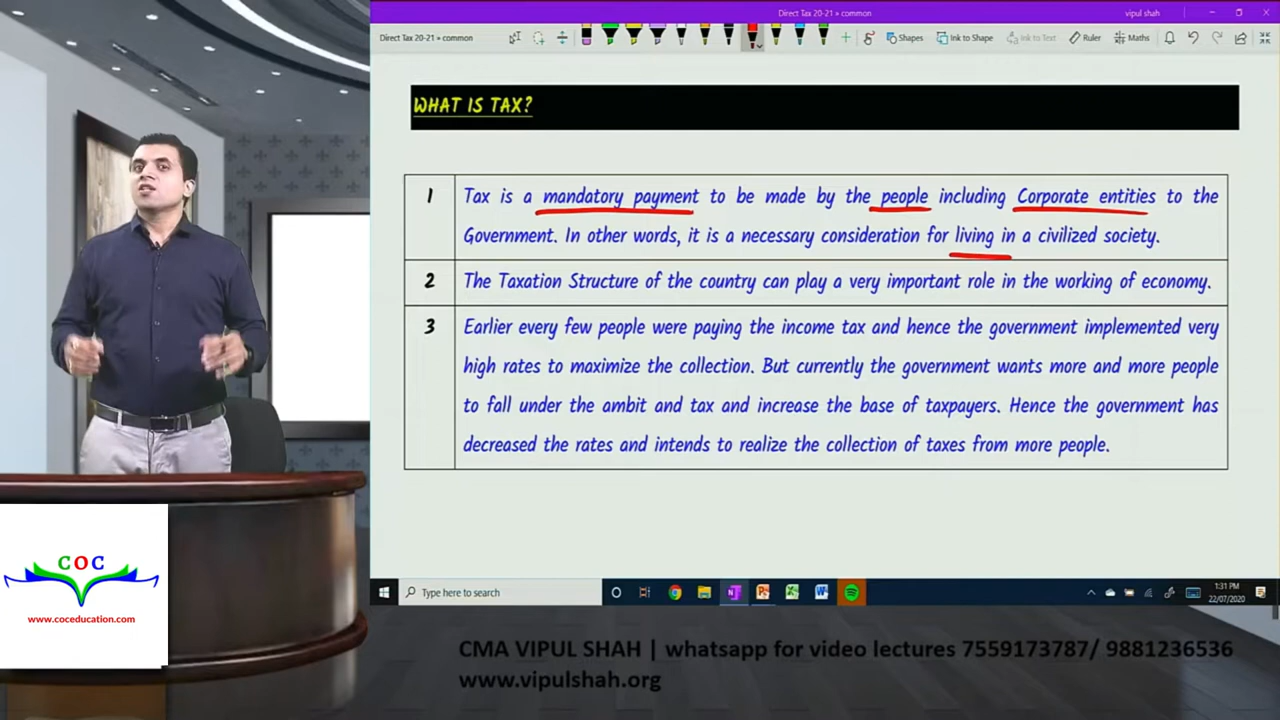 Direct Tax 20-21 » common
vipul shah
Direct Tax 20-21 » common
Shapes
Ink to Shape
Ink to Text
Ruler
Maths
WHAT IS TAX?
1
Tax is a mandatory payment to be made by the people including Corporate entities to the
Government. In other words, it is a necessary consideration for living in a civilized society.
2
The Taxation Structure of the country can play a very important role in the working of economy.
3
Earlier every few people were paying the income tax and hence the government implemented very
high rates to maximize the collection. But currently the government wants more and more people
to fall under the ambit and tax and increase the base of taxpayers. Hence the government has
decreased the rates and intends to realize the collection of taxes from more people.
COC
www.coceducation.com
Type here to search
1:31 PM
22/07/2020
CMA VIPUL SHAH | whatsapp for video lectures 7559173787/ 9881236536
www.vipulshah.org